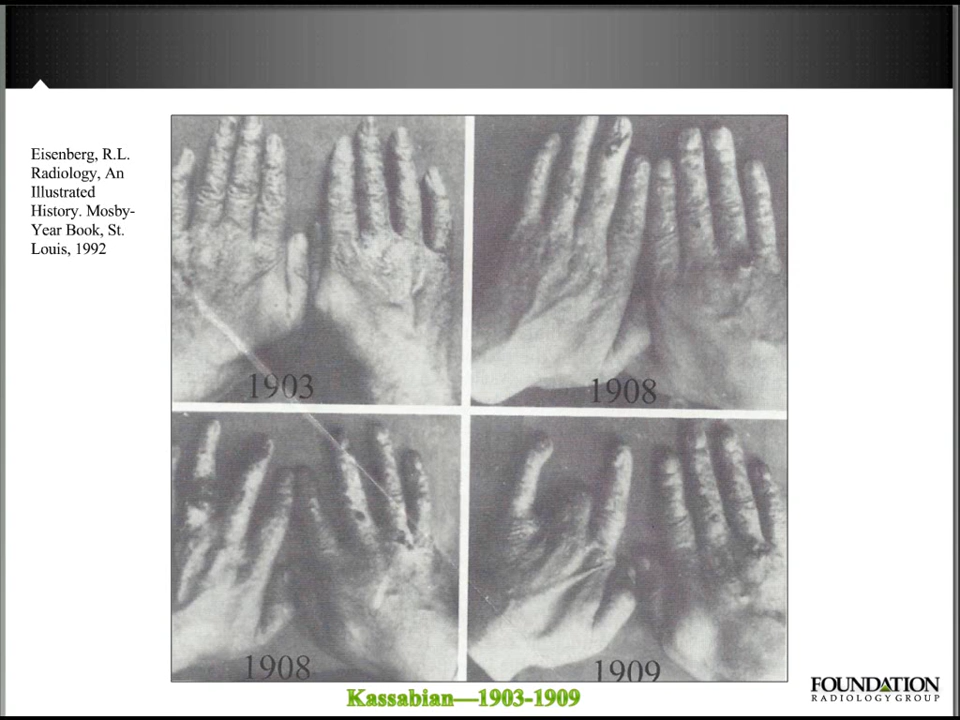 Eisenberg, R.L.
Radiology, An
Illustrated
History. Mosby-
Year Book, St.
Louis, 1992
1903
1908
1908
1909
Kassabian—1903-1909
FOUNDATION
RADIOLOGY GROUP